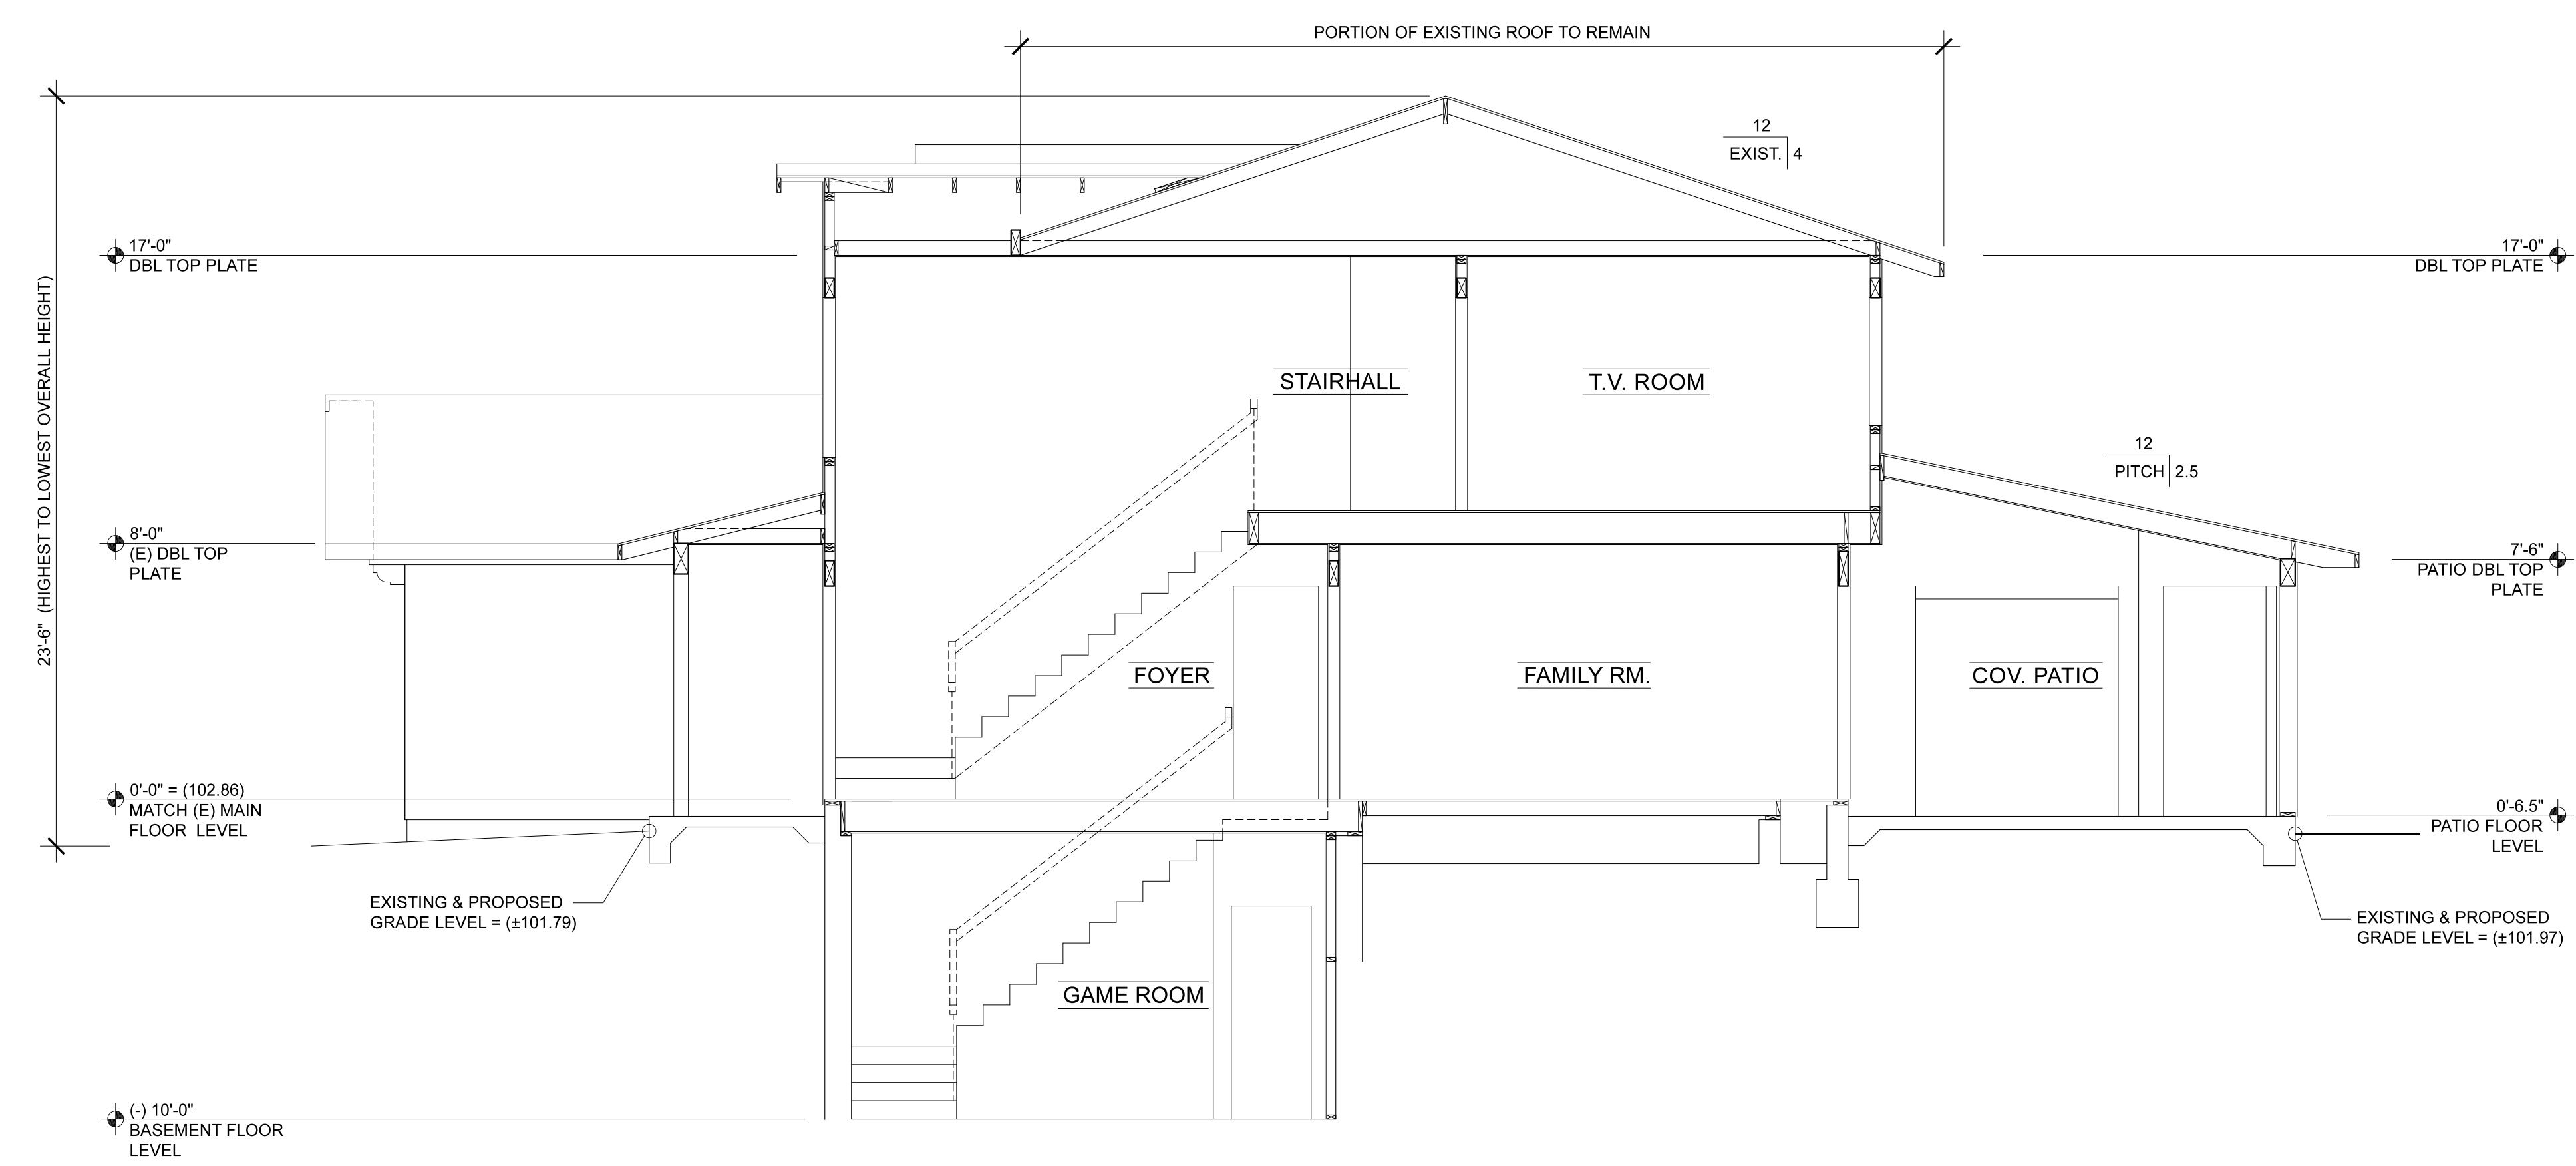 PORTION OF EXISTING ROOF TO REMAIN
12
EXIST. 4
17'-0"
DBL TOP PLATE
17'-0"
DBL TOP PLATE
23'-6" (HIGHEST TO LOWEST OVERALL HEIGHT)
STAIRHALL
T.V. ROOM
12
PITCH 2.5
8'-0"
(E) DBL TOP
PLATE
7'-6"
PATIO DBL TOP
PLATE
FOYER
FAMILY RM.
COV. PATIO
0'-0" = (102.86)
MATCH (E) MAIN
FLOOR LEVEL
0'-6.5"
PATIO FLOOR
LEVEL
EXISTING & PROPOSED
GRADE LEVEL = (±101.79)
EXISTING & PROPOSED
GRADE LEVEL = (±101.97)
GAME ROOM
(-) 10'-0"
BASEMENT FLOOR
LEVEL